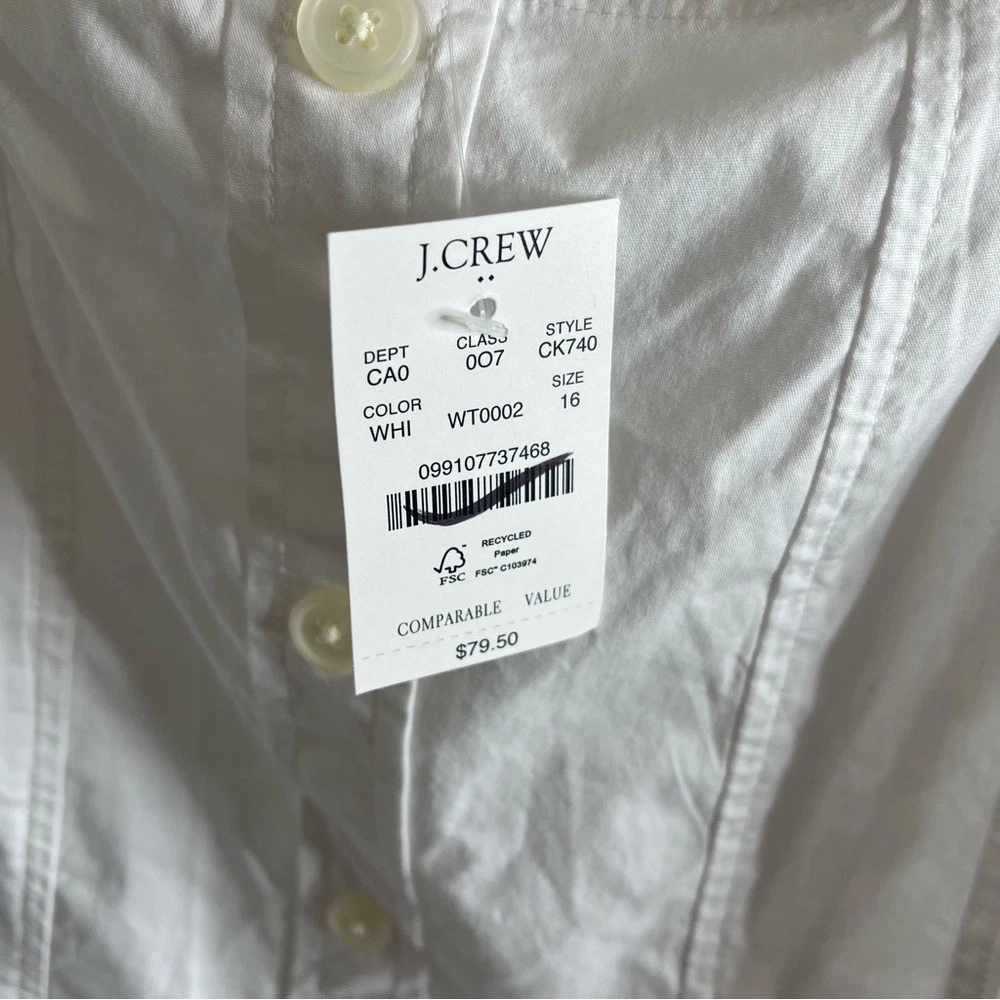 J.CREW
DEPT CLASS STYLE
CA0 0O7 CK740
COLOR SIZE
WHI WT0002 16
099107737468
RECYCLED
Paper
FSC FSC™ C103974
COMPARABLE VALUE
$79.50